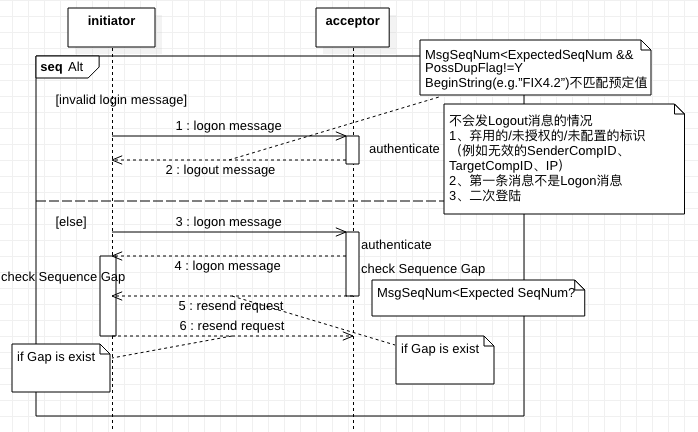 initiator
acceptor
seq Alt
MsgSeqNum<ExpectedSeqNum &&
PossDupFlag!=Y
BeginString(e.g."FIX4.2")不匹配预定值
[invalid login message]
1 : logon message
authenticate
2 : logout message
不会发Logout消息的情况
1、弃用的/未授权的/未配置的标识
（例如无效的SenderCompID、
TargetCompID、IP）
2、第一条消息不是Logon消息
3、二次登陆
[else]
3 : logon message
authenticate
4 : logon message
check Sequence Gap
check Sequence Gap
MsgSeqNum<Expected SeqNum?
5 : resend request
6 : resend request
if Gap is exist
if Gap is exist